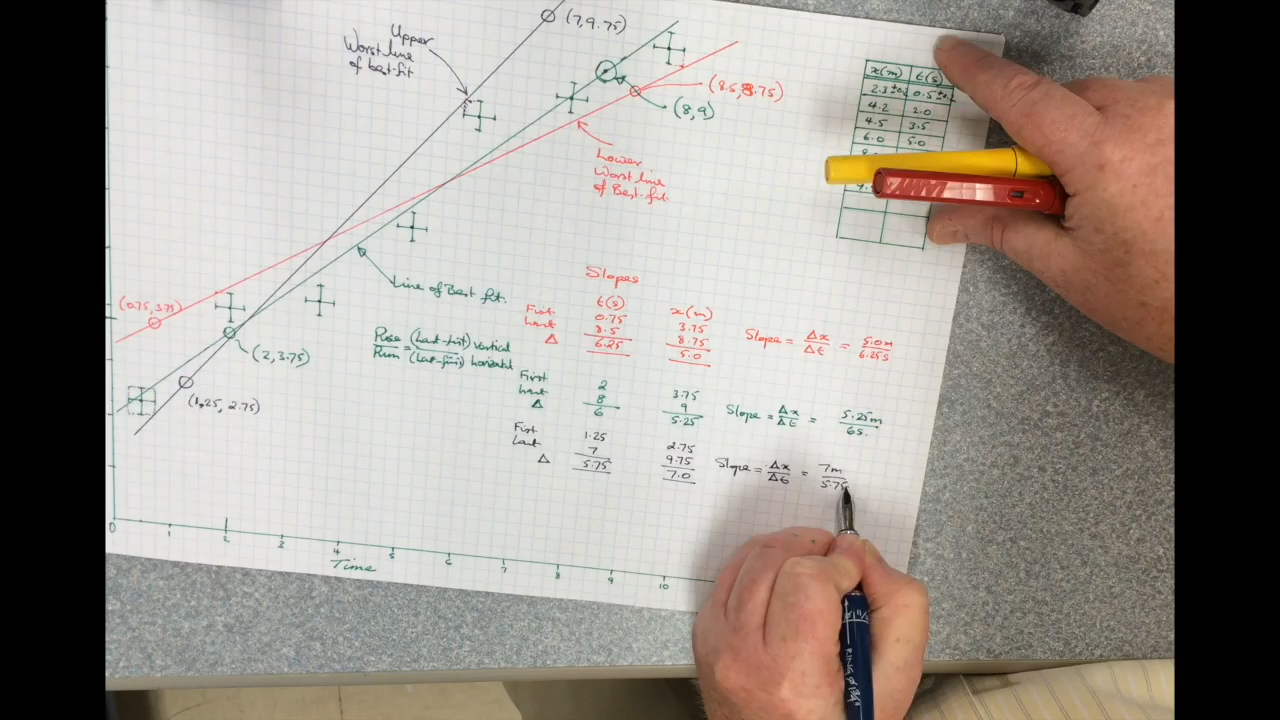 (7, 9.75)
Upper
Worst line
of best-fit
(8.5, 8.75)
(8, 9)
x(m) t(s)
2.3 0.5
4.2 2.0
4.5 3.5
6.0 5.0
Lower
Worst line
of Best-fit
(0.75, 3.75)
Line of Best fit.
(2, 3.75)
(1.25, 2.75)
Rise = (Last-first) vertical
Run (last-first) horizontal
Slopes
t(s) x(m)
First 0.75 3.75
Last 8.5 8.75
Δ 6.25 5.0
Slope = Δx = 5.0m
Δt 6.25s
First 2 3.75
Last 8 9
Δ 6 5.25
Slope = Δx = 5.25m
Δt 6s.
First 1.25 2.75
Last 7 9.75
Δ 5.75 7.0
Slope = Δx = 7m
Δt 5.75
0 1 2 3 4 5 6 7 8 9 10
Time